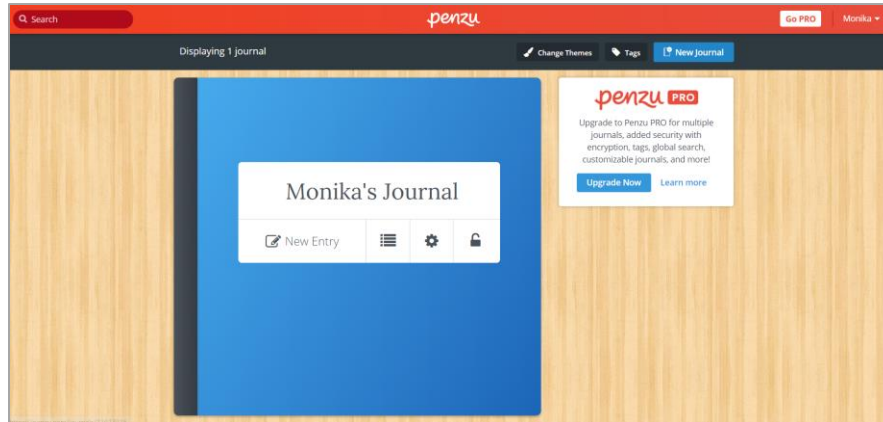 Search
penzu
Go PRO
Monika
Displaying 1 journal
Change Themes
Tags
New Journal
Monika's Journal
New Entry
penzu PRO
Upgrade to Penzu PRO for multiple
journals, added security with
encryption, tags, global search,
customizable journals, and more!
Upgrade Now
Learn more